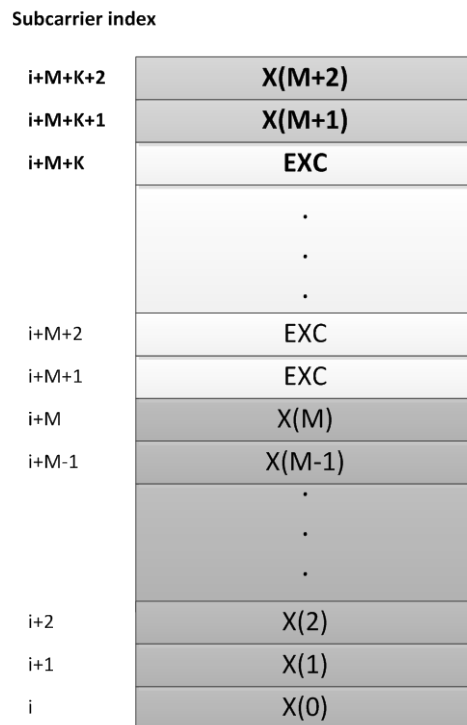 Subcarrier index
i+M+K+2 X(M+2)
i+M+K+1 X(M+1)
i+M+K EXC
.
.
.
i+M+2 EXC
i+M+1 EXC
i+M X(M)
i+M-1 X(M-1)
.
.
.
i+2 X(2)
i+1 X(1)
i X(0)